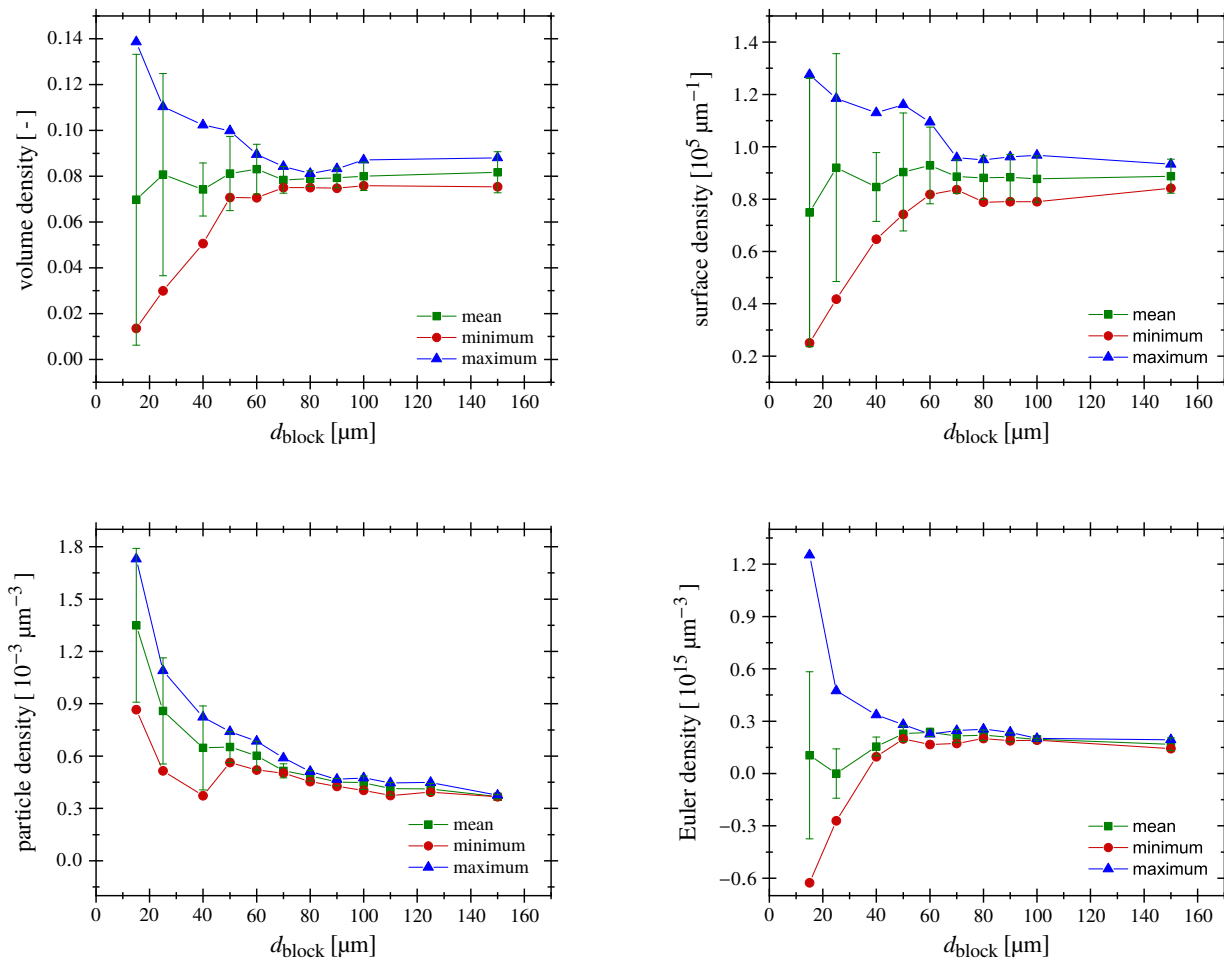 0.14
0.12
0.10
0.08
0.06
0.04
0.02
0.00
volume density [ - ]
mean
minimum
maximum
0 20 40 60 80 100 120 140 160
d_block [µm]
1.4
1.2
1.0
0.8
0.6
0.4
0.2
surface density [10⁵ µm⁻¹]
mean
minimum
maximum
0 20 40 60 80 100 120 140 160
d_block [µm]
1.8
1.5
1.2
0.9
0.6
0.3
0.0
particle density [ 10⁻³ µm⁻³ ]
mean
minimum
maximum
0 20 40 60 80 100 120 140 160
d_block [µm]
1.2
0.9
0.6
0.3
0.0
−0.3
−0.6
Euler density [ 10¹⁵ µm⁻³ ]
mean
minimum
maximum
0 20 40 60 80 100 120 140 160
d_block [µm]